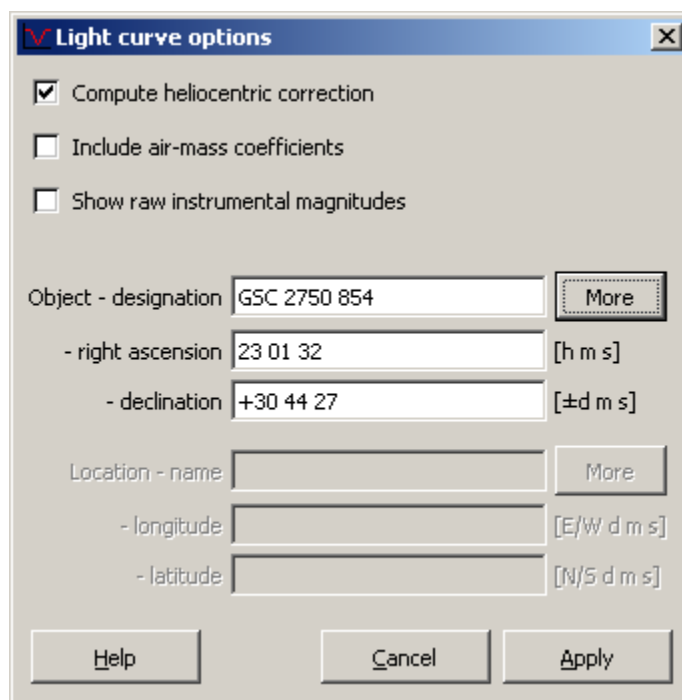 Light curve options
Compute heliocentric correction
Include air-mass coefficients
Show raw instrumental magnitudes
Object - designation GSC 2750 854 More
- right ascension 23 01 32 [h m s]
- declination +30 44 27 [±d m s]
Location - name More
- longitude [E/W d m s]
- latitude [N/S d m s]
Help Cancel Apply